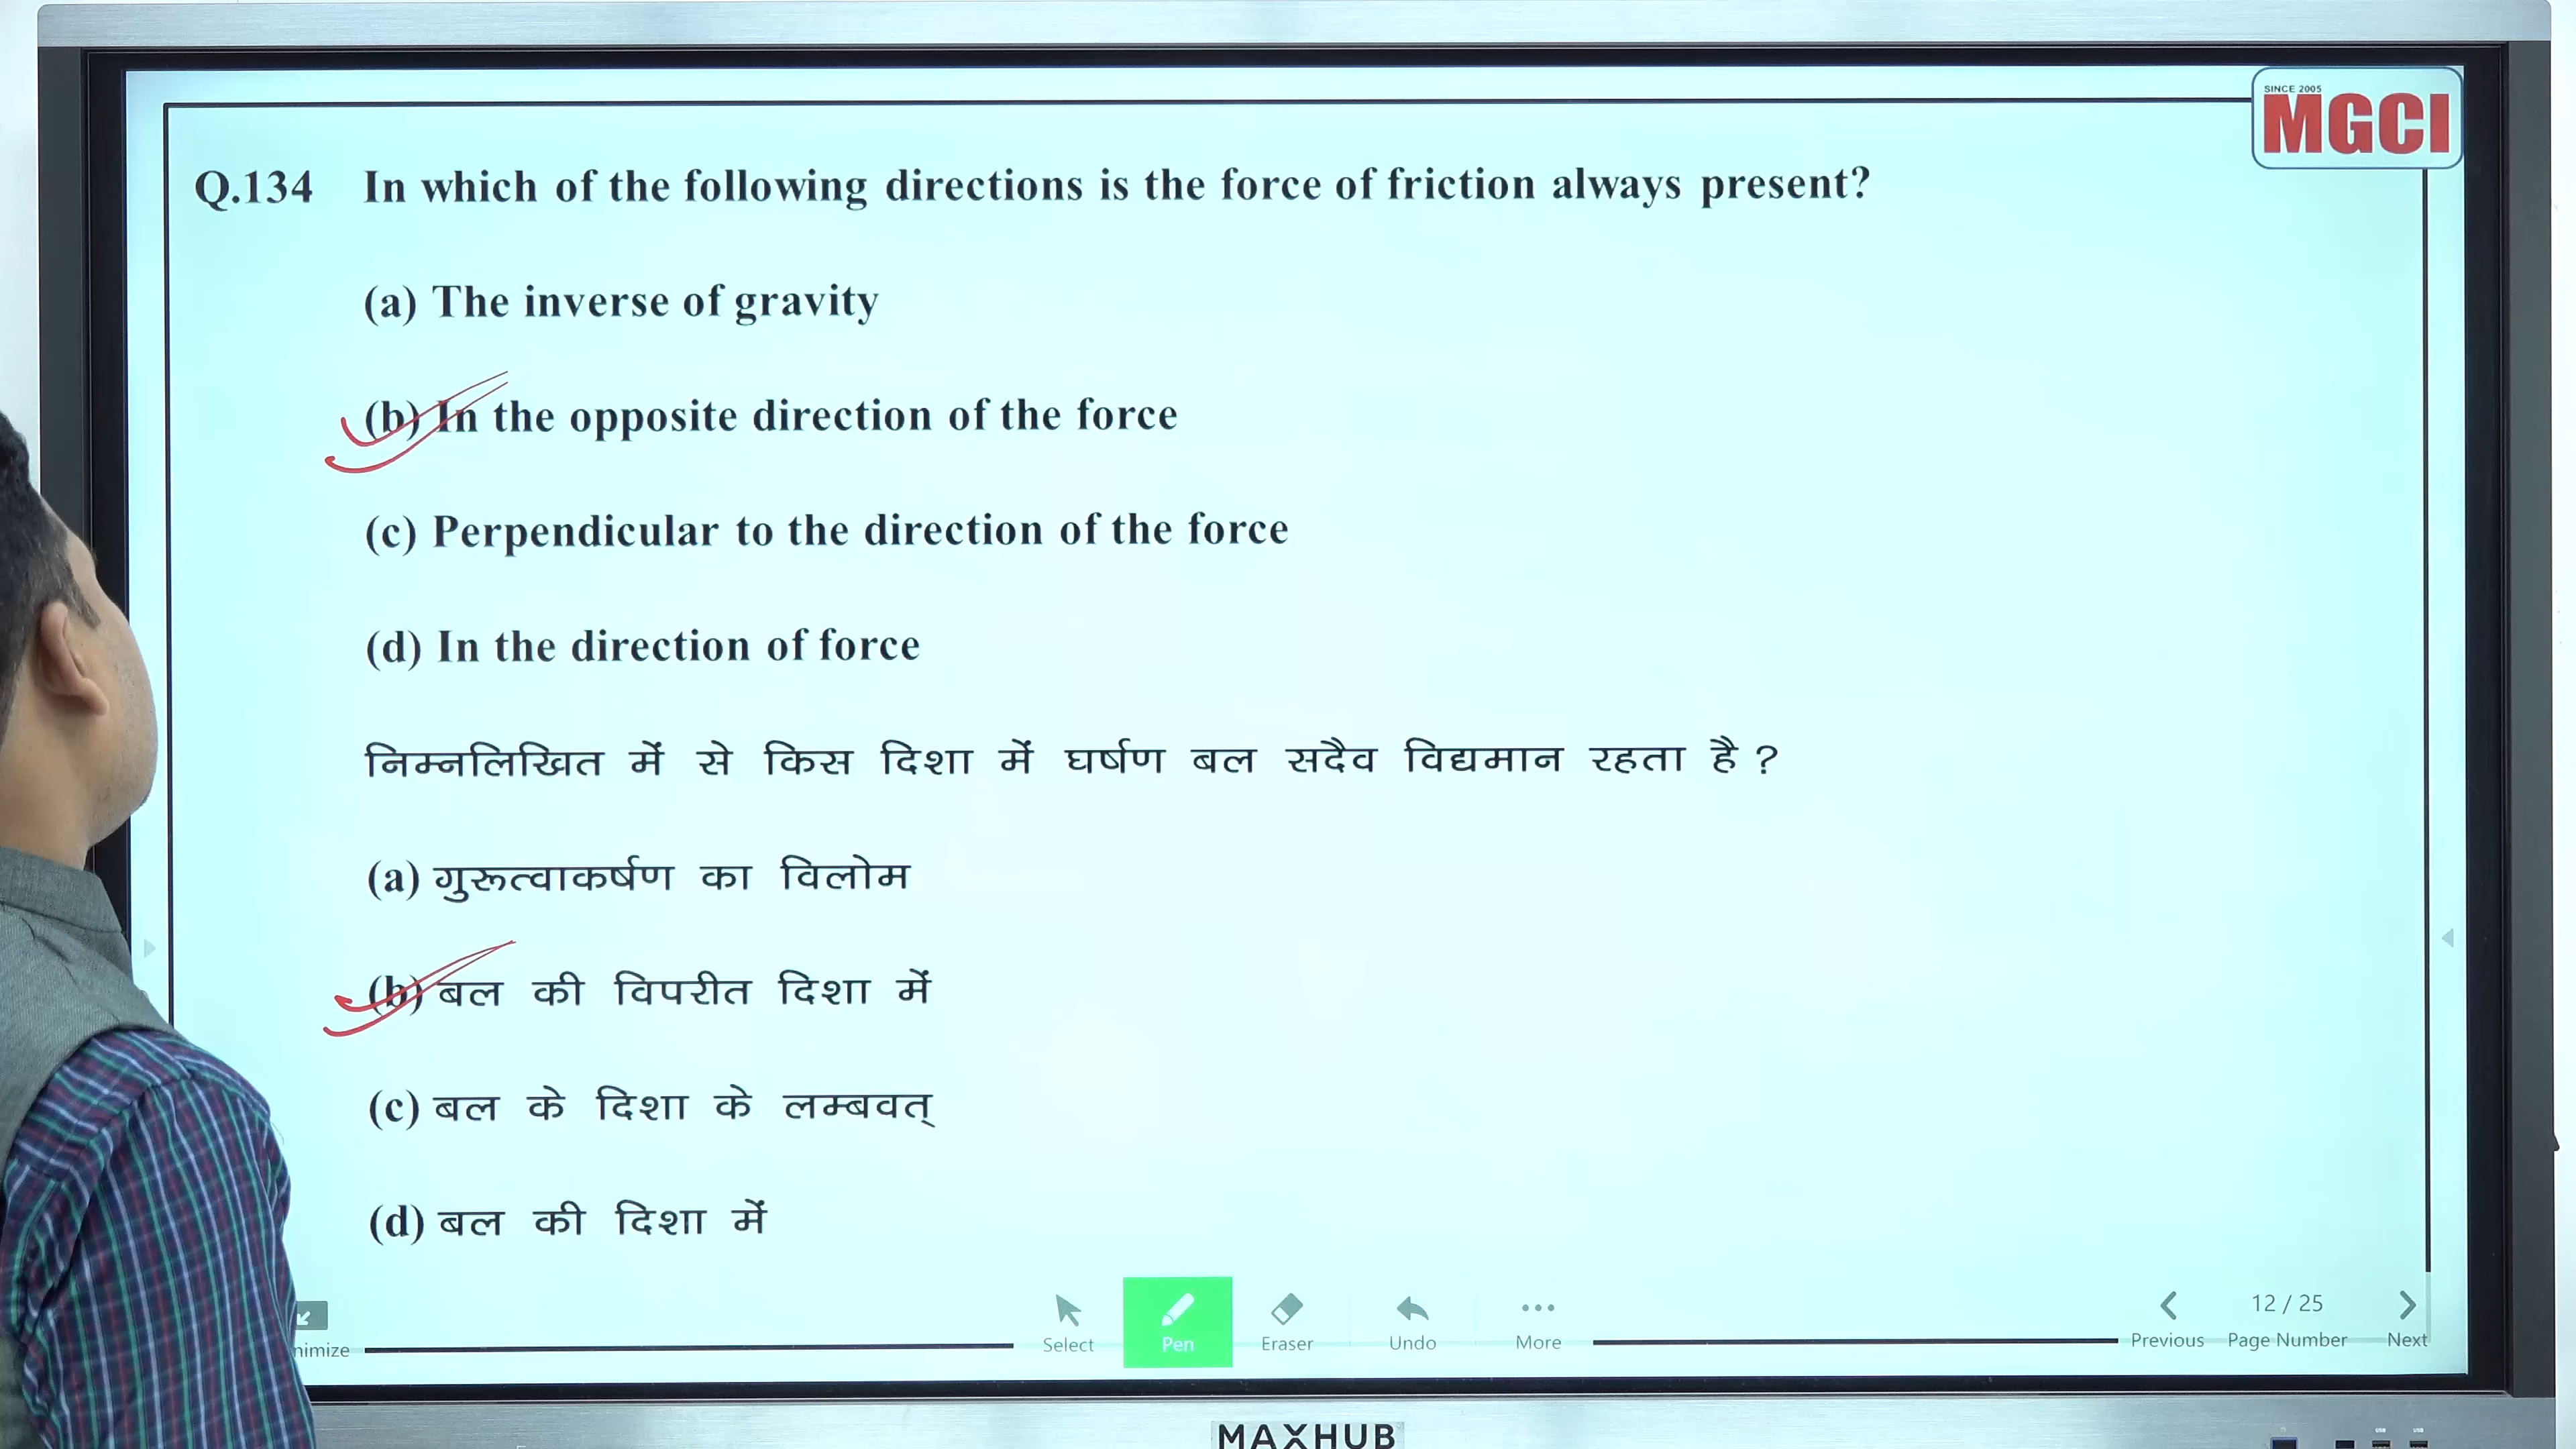 SINCE 2005
MGCI
Q.134 In which of the following directions is the force of friction always present?
(a) The inverse of gravity
(b) In the opposite direction of the force
(c) Perpendicular to the direction of the force
(d) In the direction of force
निम्नलिखित में से किस दिशा में घर्षण बल सदैव विद्यमान रहता है ?
(a) गुरूत्वाकर्षण का विलोम
(b) बल की विपरीत दिशा में
(c) बल के दिशा के लम्बवत्
(d) बल की दिशा में
nimize Select Pen Eraser Undo More
12 / 25
Previous Page Number Next
MAXHUB
USB USB